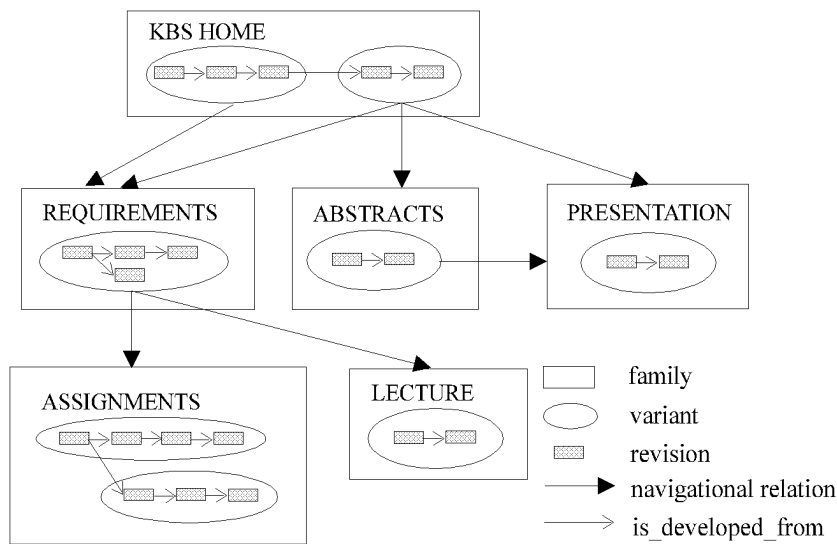 KBS HOME
REQUIREMENTS
ABSTRACTS
PRESENTATION
ASSIGNMENTS
LECTURE
family
variant
revision
navigational relation
is_developed_from